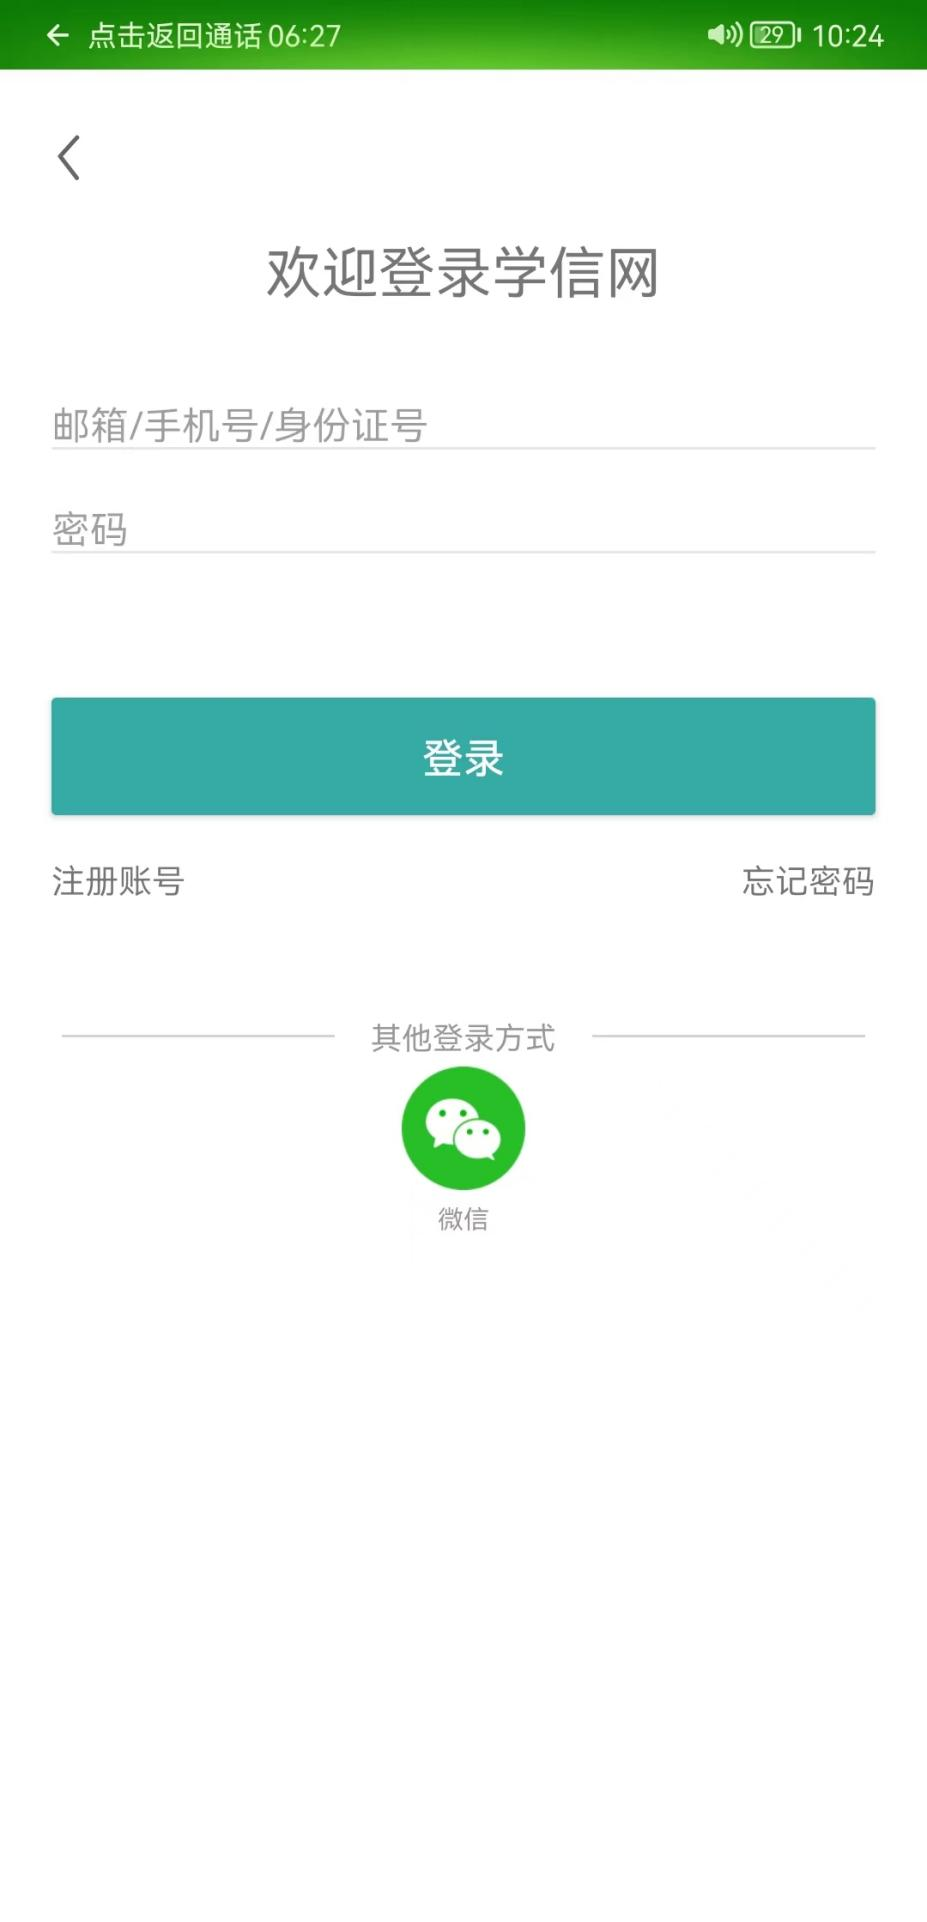 点击返回通话 06:27
29
10:24
欢迎登录学信网
邮箱/手机号/身份证号
密码
登录
注册账号
忘记密码
其他登录方式
微信